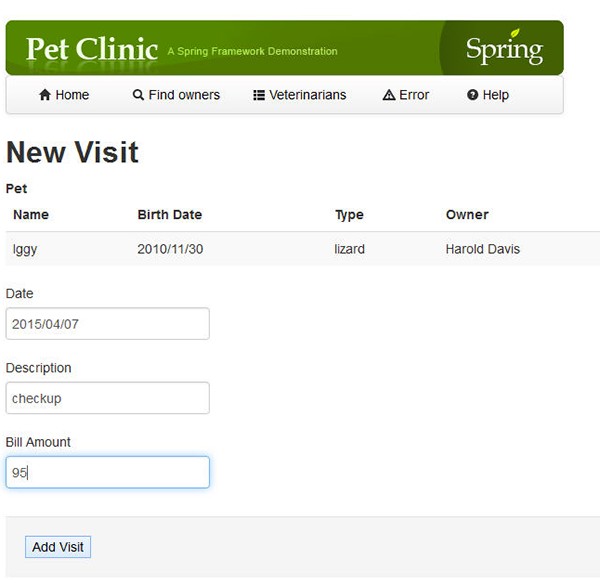 Pet Clinic A Spring Framework Demonstration Spring
Home Find owners Veterinarians Error Help
New Visit
Pet
Name Birth Date Type Owner
Iggy 2010/11/30 lizard Harold Davis
Date
2015/04/07
Description
checkup
Bill Amount
95
Add Visit